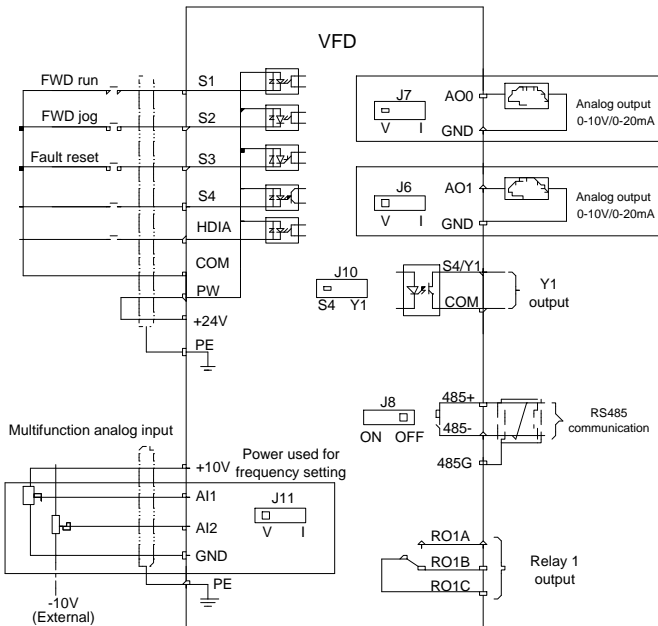 VFD
FWD run
S1
FWD jog
S2
Fault reset
S3
S4
HDIA
COM
PW
+24V
PE
J7
V I
AO0
GND
Analog output
0-10V/0-20mA
J6
V I
AO1
GND
Analog output
0-10V/0-20mA
J10
S4 Y1
S4/Y1
COM
Y1
output
J8
ON OFF
485+
485-
485G
RS485
communication
Multifunction analog input
Power used for
frequency setting
+10V
AI1
AI2
GND
PE
J11
V I
-10V
(External)
RO1A
RO1B
RO1C
Relay 1
output